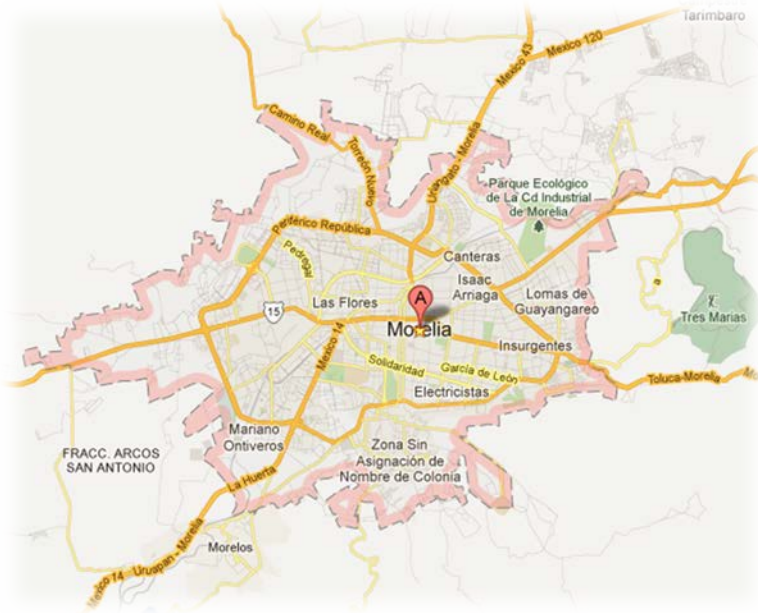 Tarimbaro
Mexico 120
Mexico 43
Camino Real
Torreón Nuevo
Uriangato - Morelia
Parque Ecológico
de La Cd Industrial
de Morelia
Periférico República
Pedregal
Canteras
Isaac
Arriaga
Lomas de
Guayangareo
A
Las Flores
15
Tres Marias
Mexico 14
Morelia
Insurgentes
Solidaridad
García de León
Toluca-Morelia
Electricistas
Mariano
Ontiveros
Zona Sin
Asignación de
Nombre de Colonia
FRACC. ARCOS
SAN ANTONIO
La Huerta
Morelos
Mexico 14
Uruapan - Morelia